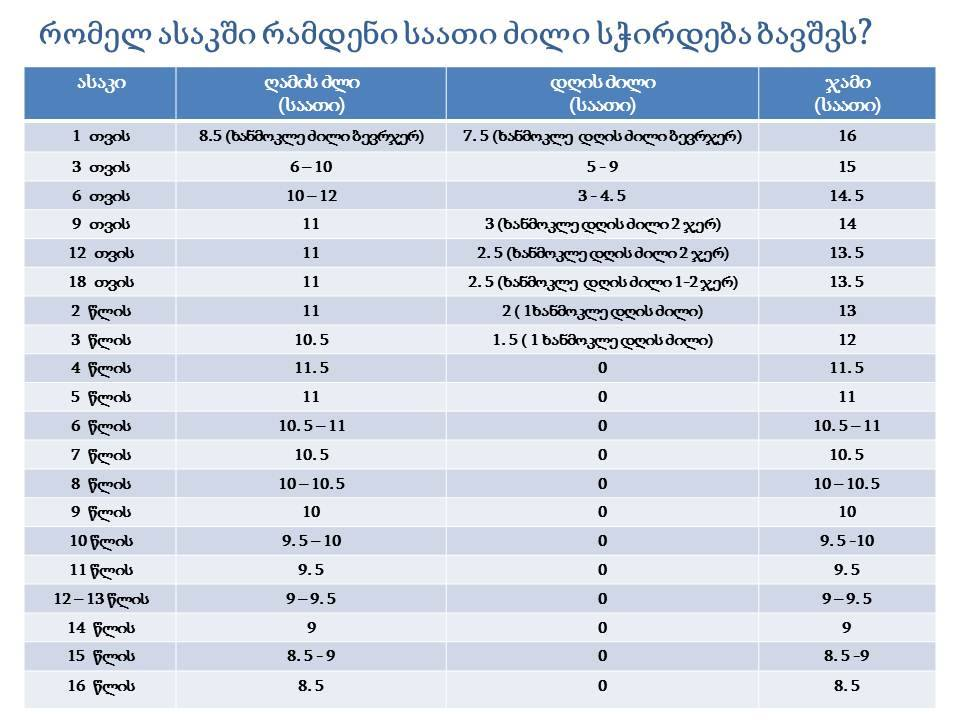 რომელ ასაკში რამდენი საათი ძილი სჭირდება ბავშვს?
ასაკი ღამის ძლი (საათი) დღის ძილი (საათი) ჯამი (საათი)
1 თვის 8.5 (ხანმოკლე ძილი ბევრჯერ) 7. 5 (ხანმოკლე დღის ძილი ბევრჯერ) 16
3 თვის 6 – 10 5 - 9 15
6 თვის 10 – 12 3 - 4. 5 14. 5
9 თვის 11 3 (ხანმოკლე დღის ძილი 2 ჯერ) 14
12 თვის 11 2. 5 (ხანმოკლე დღის ძილი 2 ჯერ) 13. 5
18 თვის 11 2. 5 (ხანმოკლე დღის ძილი 1-2 ჯერ) 13. 5
2 წლის 11 2 ( 1ხანმოკლე დღის ძილი) 13
3 წლის 10. 5 1. 5 ( 1 ხანმოკლე დღის ძილი) 12
4 წლის 11. 5 0 11. 5
5 წლის 11 0 11
6 წლის 10. 5 – 11 0 10. 5 – 11
7 წლის 10.5 0 10.5
8 წლის 10 – 10.5 0 10 – 10.5
9 წლის 10 0 10
10 წლის 9. 5 – 10 0 9. 5 -10
11 წლის 9. 5 0 9. 5
12 – 13 წლის 9 – 9. 5 0 9 – 9. 5
14 წლის 9 0 9
15 წლის 8. 5 - 9 0 8. 5 -9
16 წლის 8. 5 0 8. 5